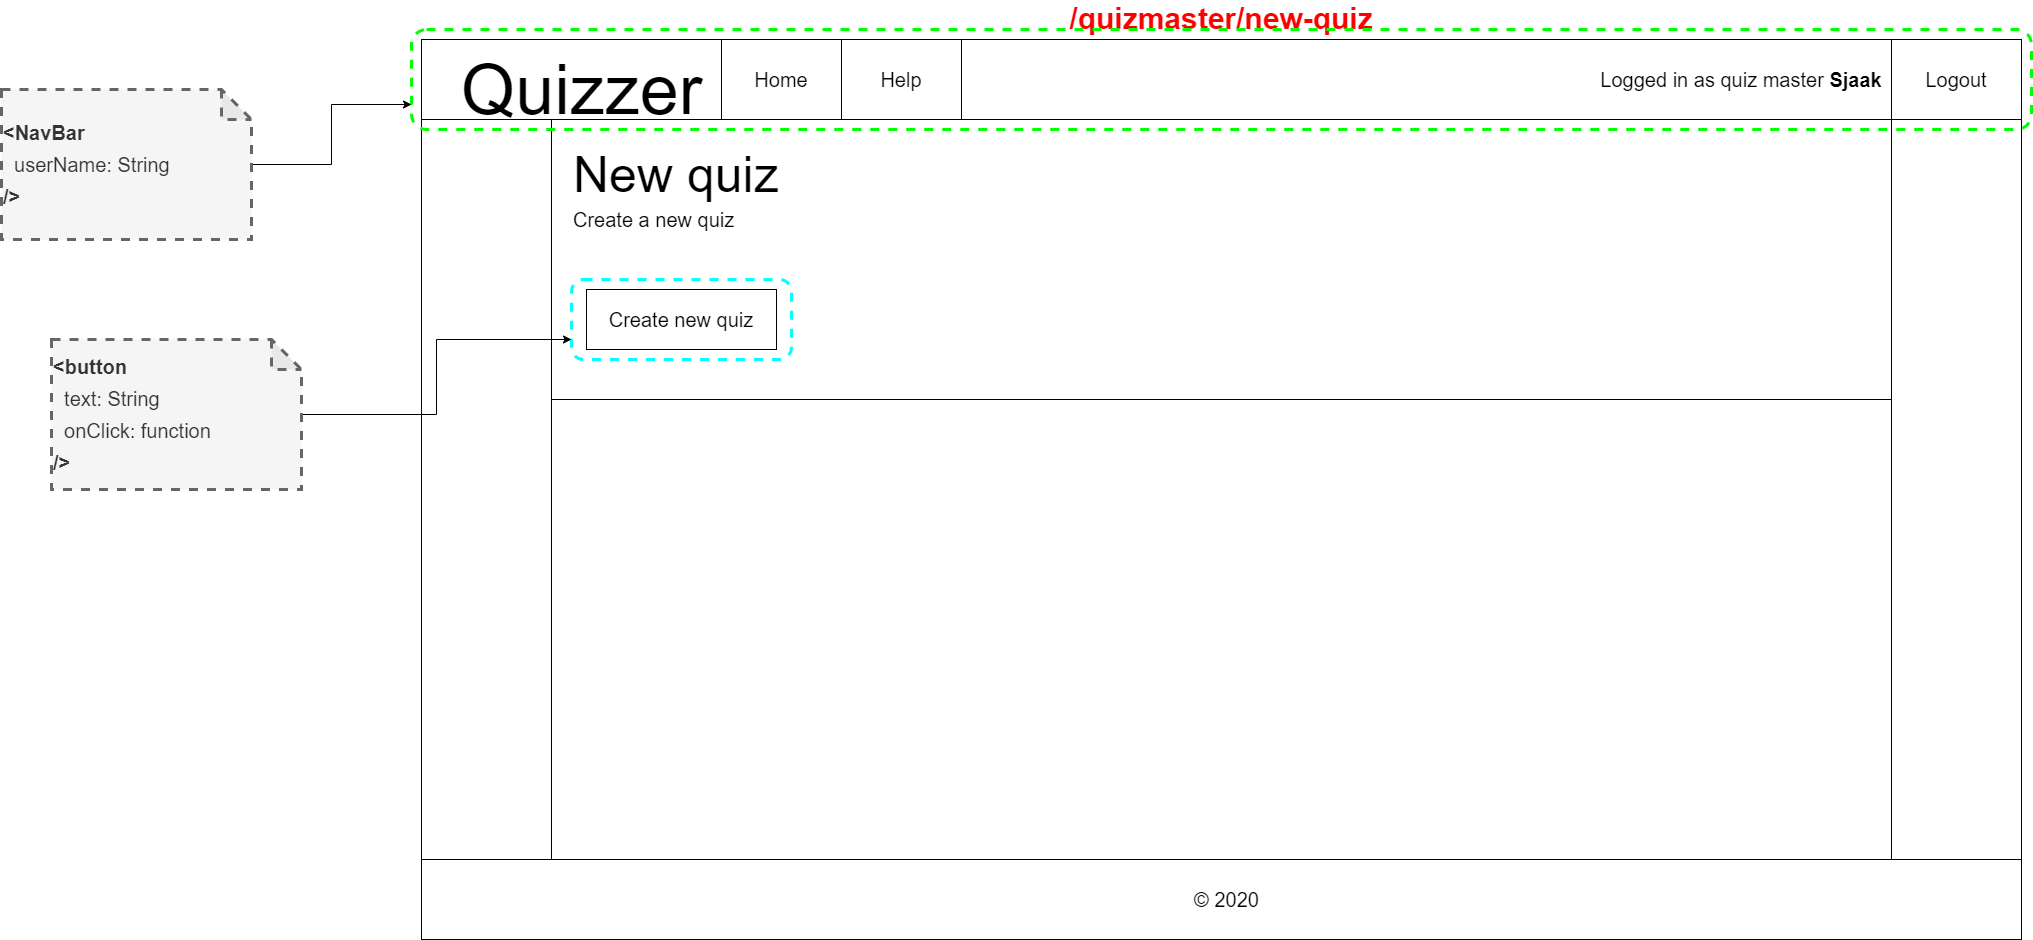 /quizmaster/new-quiz
Quizzer
Home
Help
Logged in as quiz master Sjaak
Logout
<NavBar
userName: String
/>
New quiz
Create a new quiz
Create new quiz
<button
text: String
onClick: function
/>
© 2020